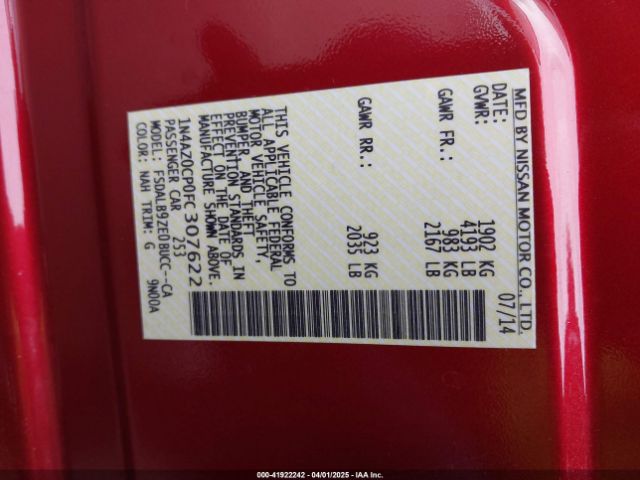 MFD BY NISSAN MOTOR CO., LTD.
DATE: 07/14
GVWR: 1902 KG
4193 LB
GAWR FR.: 983 KG
2167 LB
GAWR RR.: 923 KG
2035 LB
THIS VEHICLE CONFORMS TO
ALL APPLICABLE FEDERAL
MOTOR VEHICLE SAFETY,
BUMPER, AND THEFT
PREVENTION STANDARDS IN
EFFECT ON THE DATE OF
MANUFACTURE SHOWN ABOVE.
1N4AZ0CP0FC307622
PASSENGER CAR 253
MODEL: FSDALB9ZEDBUCC--CA
COLOR: NAH TRIM: G 9N00A
000-41922242 - 04/01/2025 - IAA Inc.